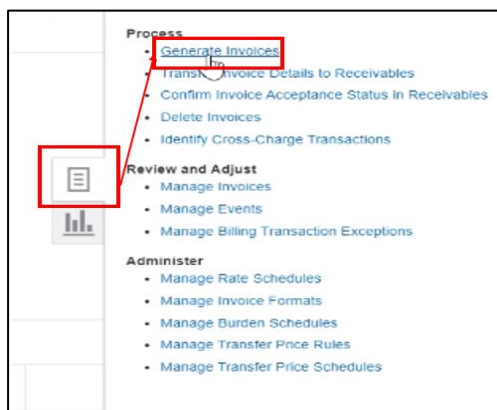 Process
Generate Invoices
Transfer Invoice Details to Receivables
Confirm Invoice Acceptance Status in Receivables
Delete Invoices
Identify Cross-Charge Transactions
Review and Adjust
Manage Invoices
Manage Events
Manage Billing Transaction Exceptions
Administer
Manage Rate Schedules
Manage Invoice Formats
Manage Burden Schedules
Manage Transfer Price Rules
Manage Transfer Price Schedules